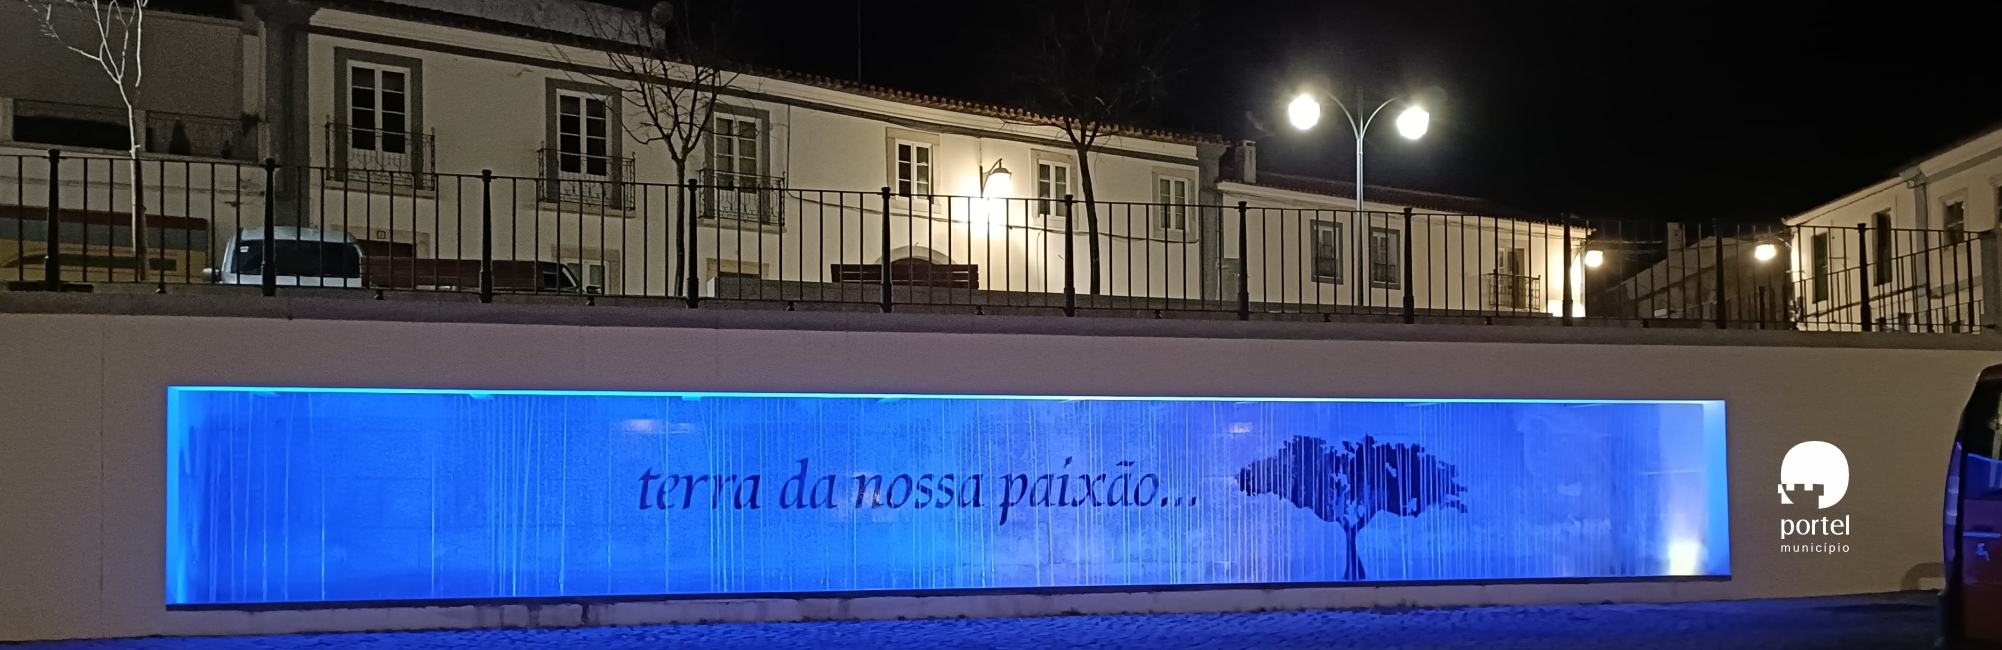 terra da nossa paixão...
portel
município